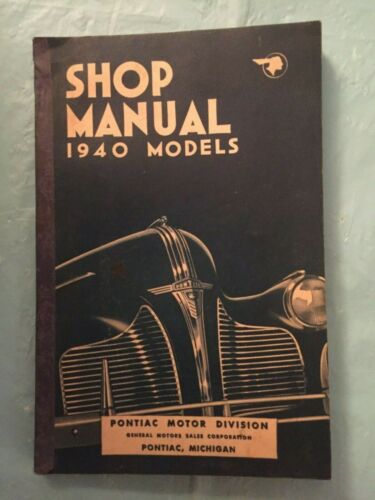 SHOP
MANUAL
1940 MODELS
PONTIAC MOTOR DIVISION
GENERAL MOTORS SALES CORPORATION
PONTIAC, MICHIGAN